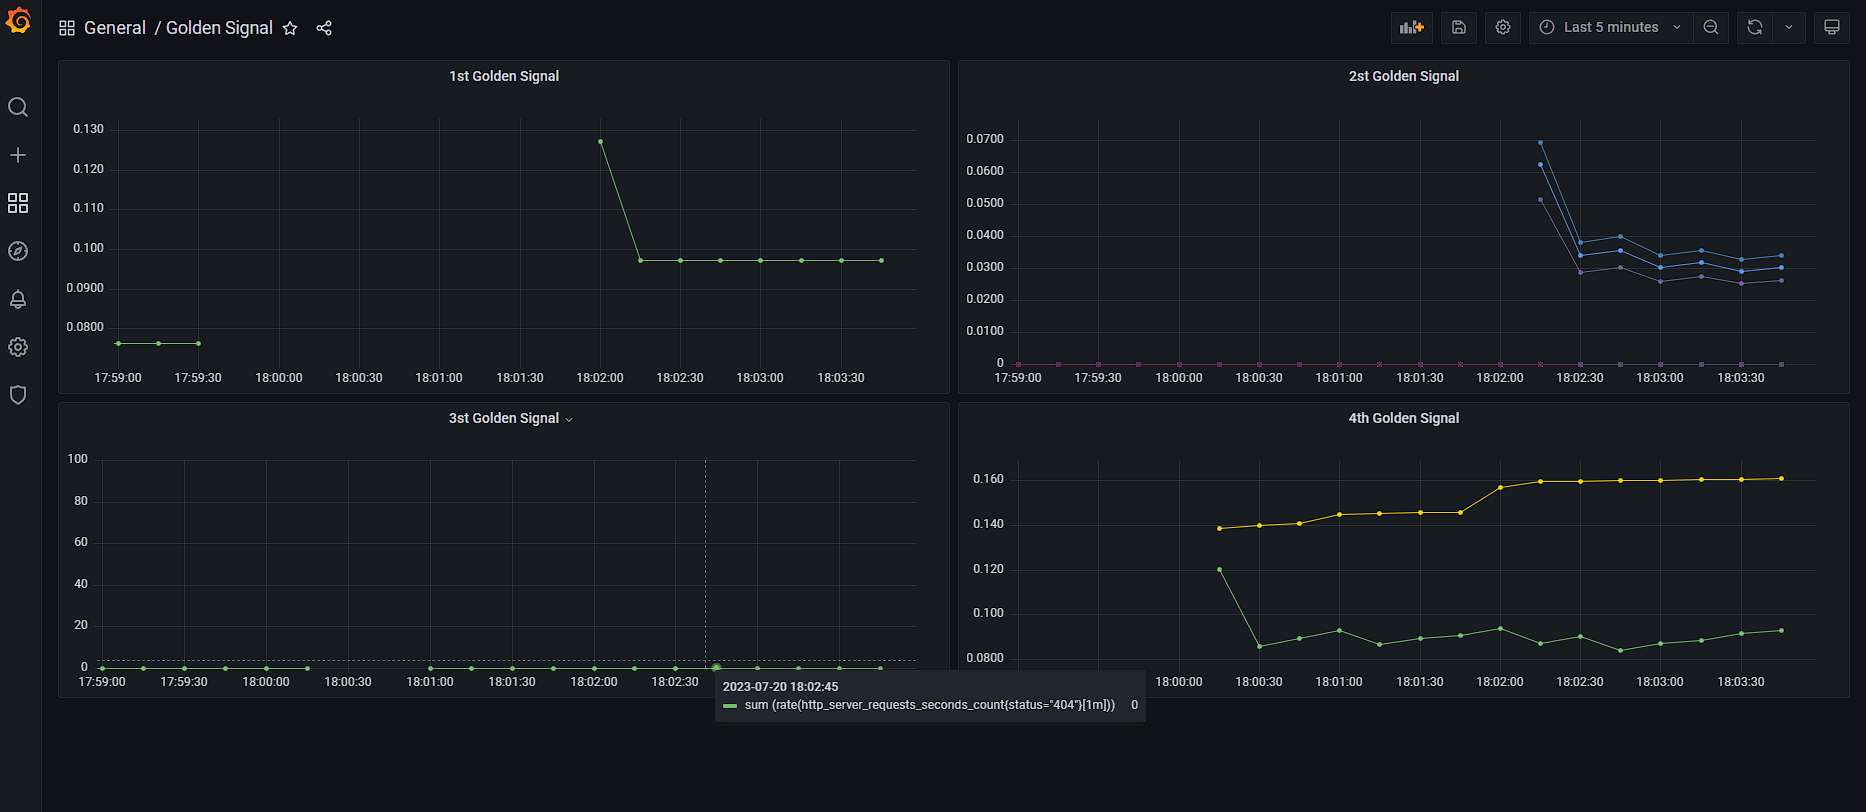 General / Golden Signal
Last 5 minutes
1st Golden Signal
0.130
0.120
0.110
0.100
0.0900
0.0800
17:59:00 17:59:30 18:00:00 18:00:30 18:01:00 18:01:30 18:02:00 18:02:30 18:03:00 18:03:30
2st Golden Signal
0.0700
0.0600
0.0500
0.0400
0.0300
0.0200
0.0100
0
17:59:00 17:59:30 18:00:00 18:00:30 18:01:00 18:01:30 18:02:00 18:02:30 18:03:00 18:03:30
3st Golden Signal
100
80
60
40
20
0
17:59:00 17:59:30 18:00:00 18:00:30 18:01:00 18:01:30 18:02:00 18:02:30
2023-07-20 18:02:45
sum (rate(http_server_requests_seconds_count{status="404"}[1m])) 0
4th Golden Signal
0.160
0.140
0.120
0.100
0.0800
18:00:00 18:00:30 18:01:00 18:01:30 18:02:00 18:02:30 18:03:00 18:03:30